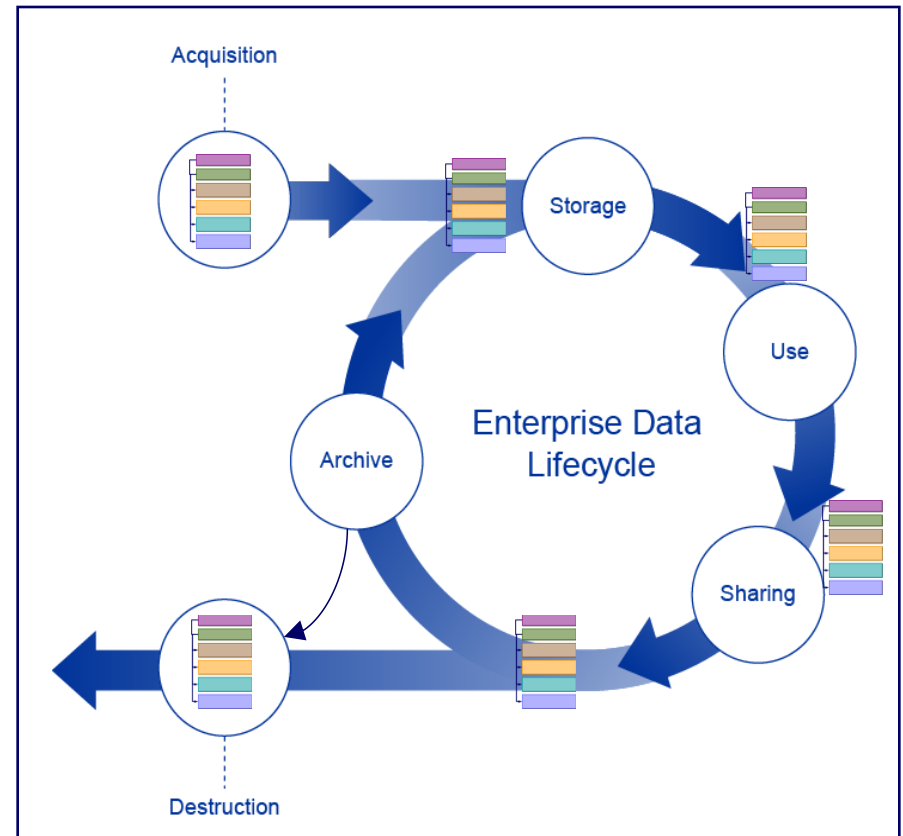 Acquisition
Storage
Use
Enterprise Data
Lifecycle
Archive
Sharing
Destruction